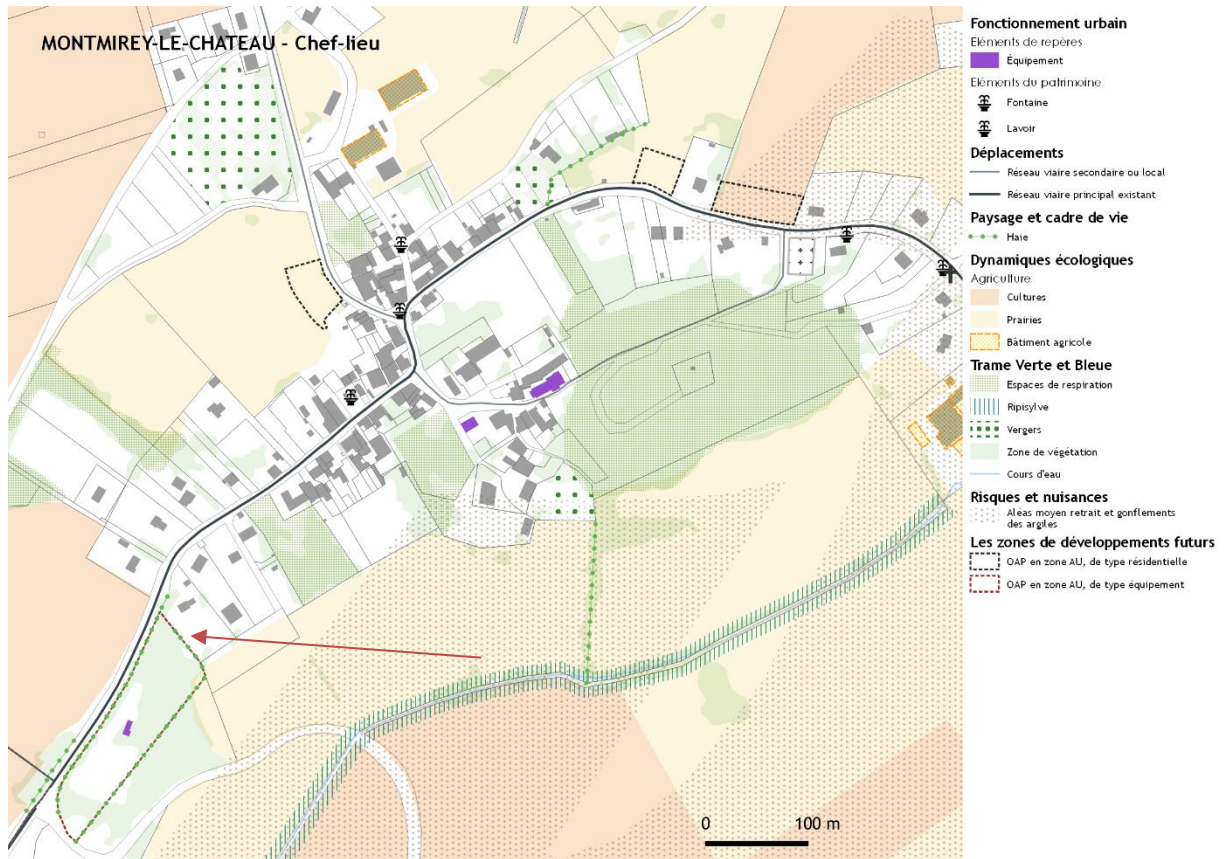 MONTMIREY-LE-CHATEAU - Chef-lieu
0 100 m
Fonctionnement urbain
Eléments de repères
Équipement
Eléments du patrimoine
Fontaine
Lavoir
Déplacements
Réseau viaire secondaire ou local
Réseau viaire principal existant
Paysage et cadre de vie
Haie
Dynamiques écologiques
Agriculture
Cultures
Prairies
Bâtiment agricole
Trame Verte et Bleue
Espaces de respiration
Ripisylve
Vergers
Zone de végétation
Cours d'eau
Risques et nuisances
Aléas moyen retrait et gonflements
des argiles
Les zones de développements futurs
OAP en zone AU, de type résidentielle
OAP en zone AU, de type équipement